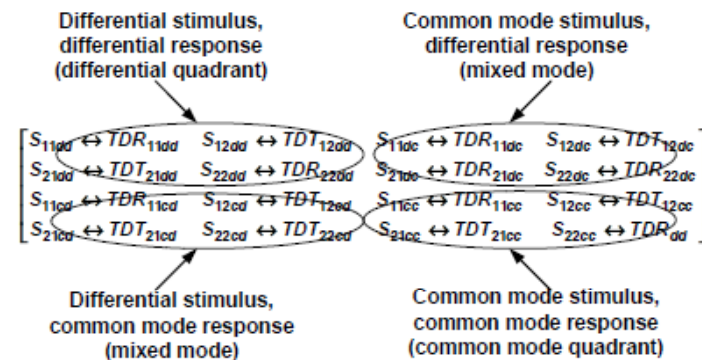 Differential stimulus,
differential response
(differential quadrant)
Common mode stimulus,
differential response
(mixed mode)
S11dd ↔ TDR11dd S12dd ↔ TDT12dd S11dc ↔ TDR11dc S12dc ↔ TDT12dc
S21dd ↔ TDT21dd S22dd ↔ TDR22dd S21dc ↔ TDR21dc S22dc ↔ TDR22dc
S11cd ↔ TDR11cd S12cd ↔ TDT12cd S11cc ↔ TDR11cc S12cc ↔ TDT12cc
S21cd ↔ TDT21cd S22cd ↔ TDT22cd S21cc ↔ TDT21cc S22cc ↔ TDRdd
Differential stimulus,
common mode response
(mixed mode)
Common mode stimulus,
common mode response
(common mode quadrant)